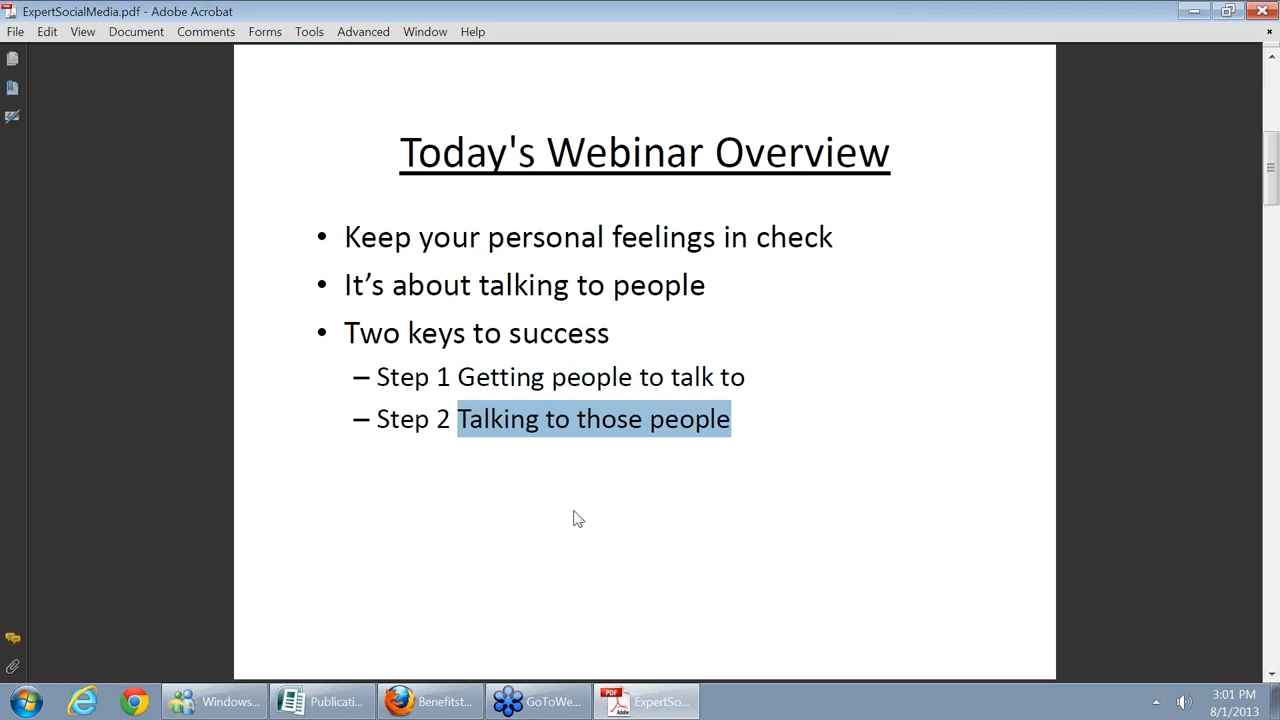 ExpertSocialMedia.pdf - Adobe Acrobat
File Edit View Document Comments Forms Tools Advanced Window Help
Today's Webinar Overview
• Keep your personal feelings in check
• It’s about talking to people
• Two keys to success
– Step 1 Getting people to talk to
– Step 2 Talking to those people
Windows... Publicati... Benefitst... GoToWe... ExpertSo...
3:01 PM
8/1/2013